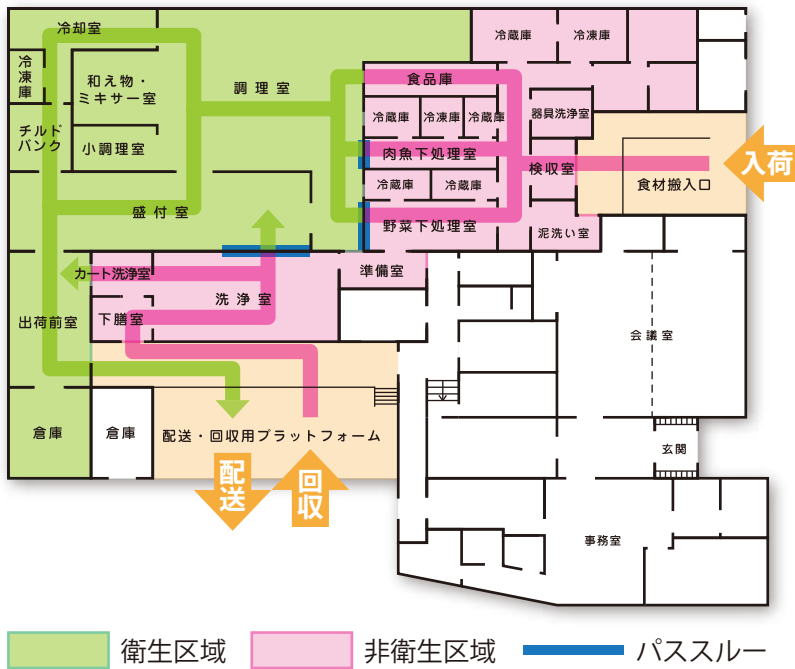 冷却室
冷蔵庫
冷凍庫
冷凍庫
和え物・
ミキサー室
調理室
食品庫
冷蔵庫
冷凍庫
冷蔵庫
器具洗浄室
チルド
バンク
小調理室
肉魚下処理室
検収室
入荷
冷蔵庫
冷蔵庫
食材搬入口
盛付室
野菜下処理室
泥洗い室
カート洗浄室
準備室
洗浄室
出荷前室
下膳室
会議室
倉庫
倉庫
配送・回収用プラットフォーム
玄関
配送
回収
事務室
衛生区域
非衛生区域
パススルー